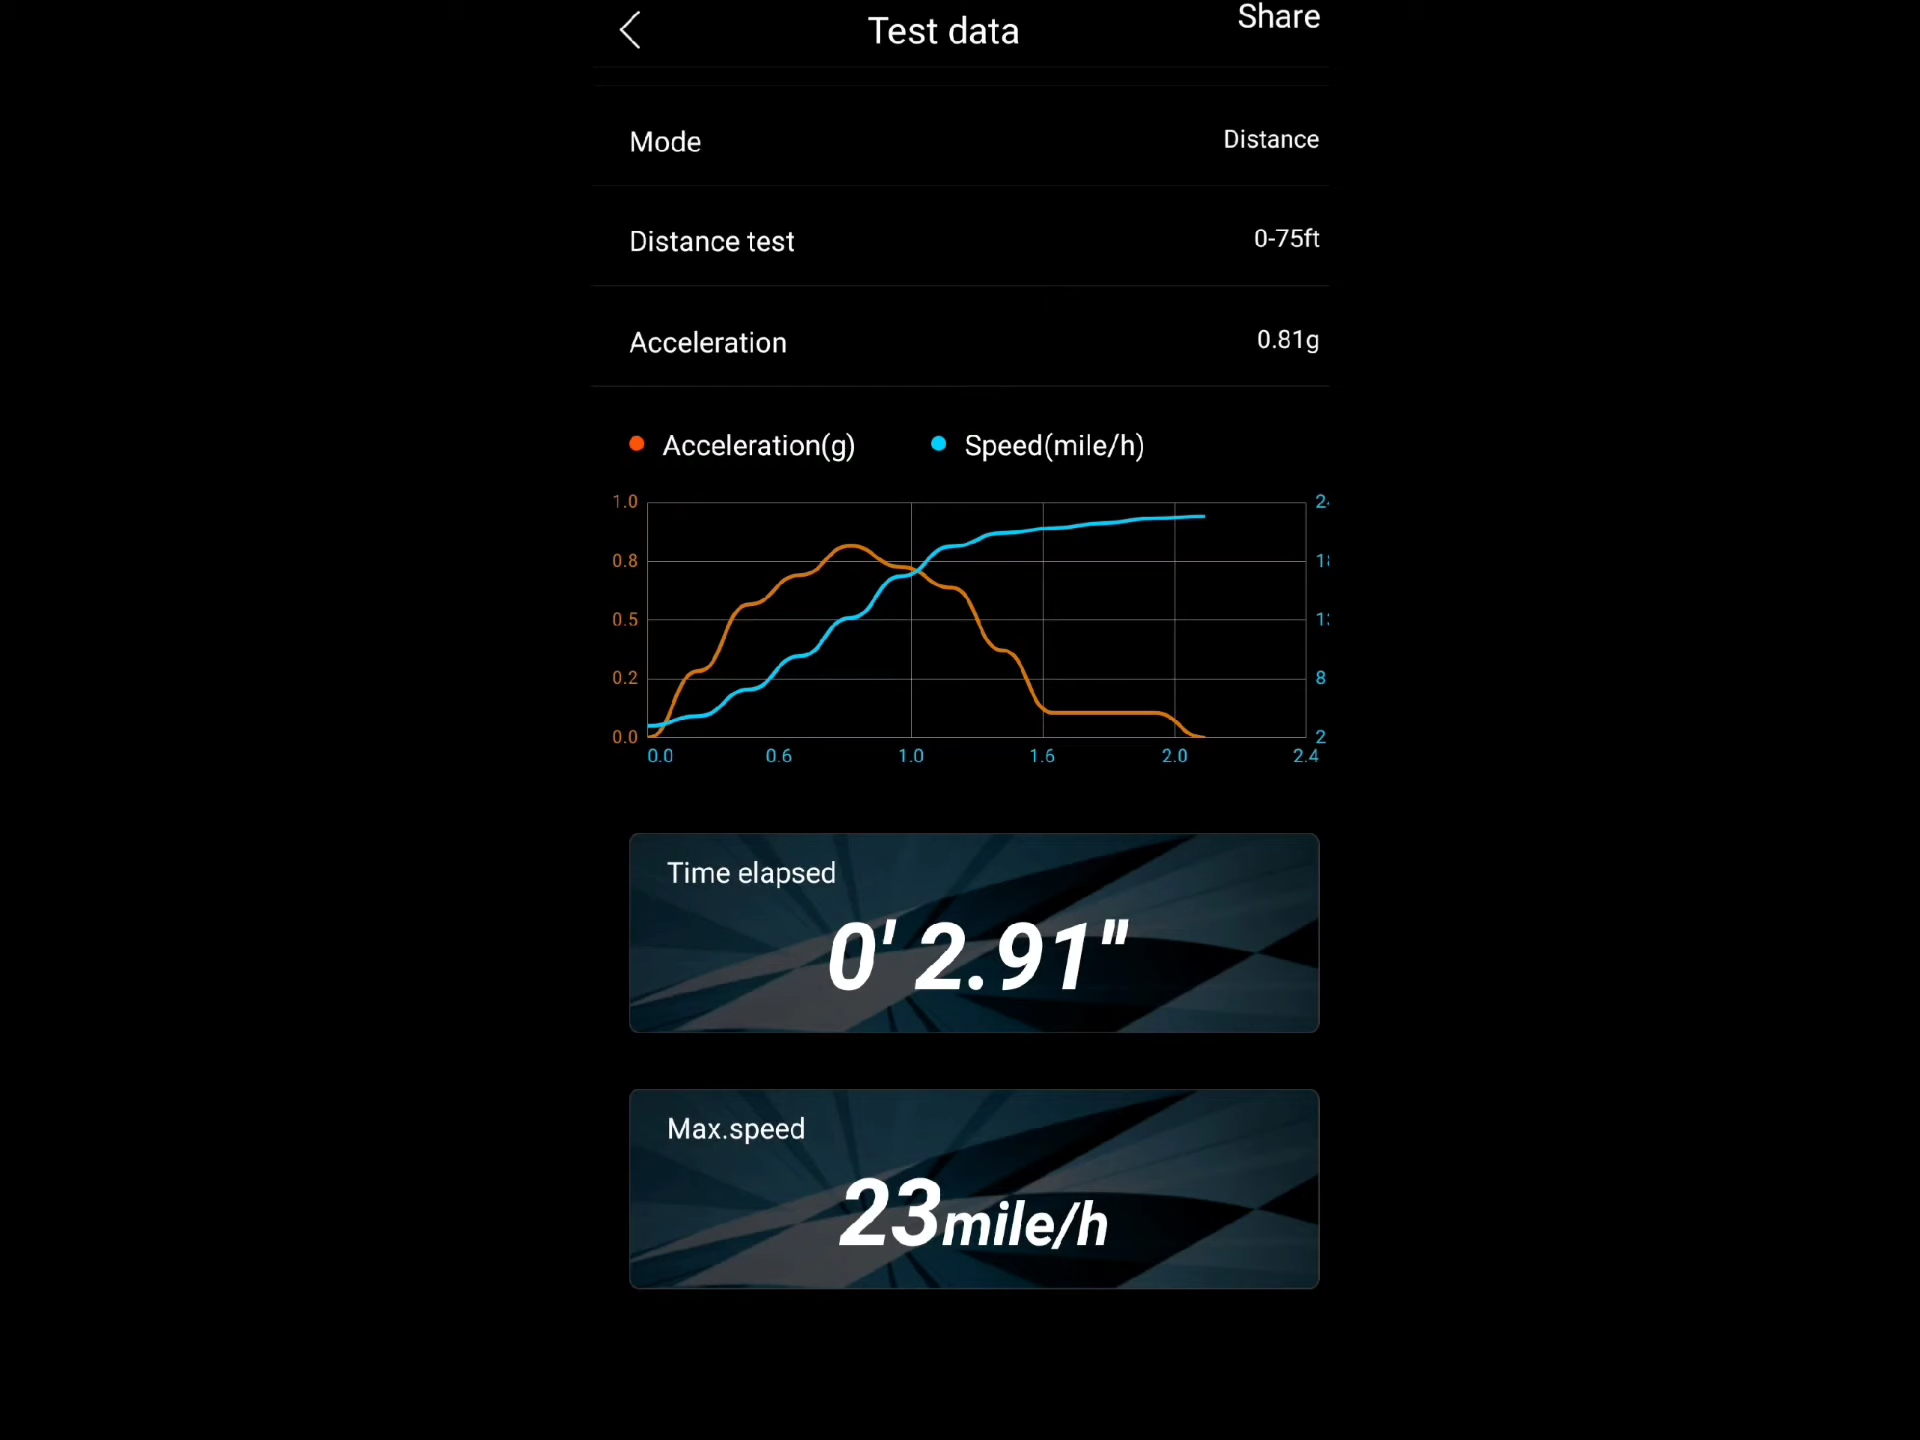 Test data
Share
Mode
Distance
Distance test
0-75ft
Acceleration
0.81g
Acceleration(g)
Speed(mile/h)
1.0
0.8
0.5
0.2
0.0
8
2
0.0 0.6 1.0 1.6 2.0 2.4
Time elapsed
0' 2.91"
Max.speed
23mile/h